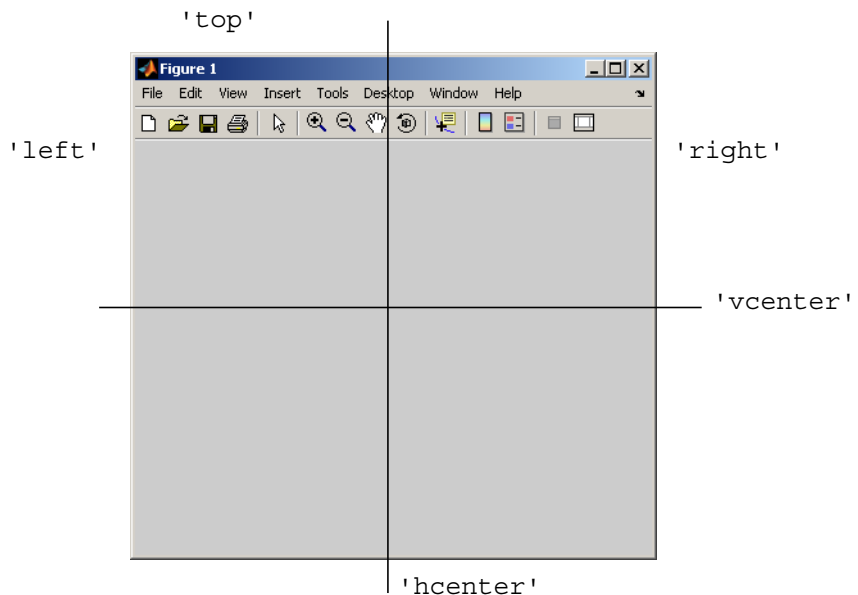 'top'
Figure 1
File Edit View Insert Tools Desktop Window Help
'left'
'right'
'vcenter'
'hcenter'